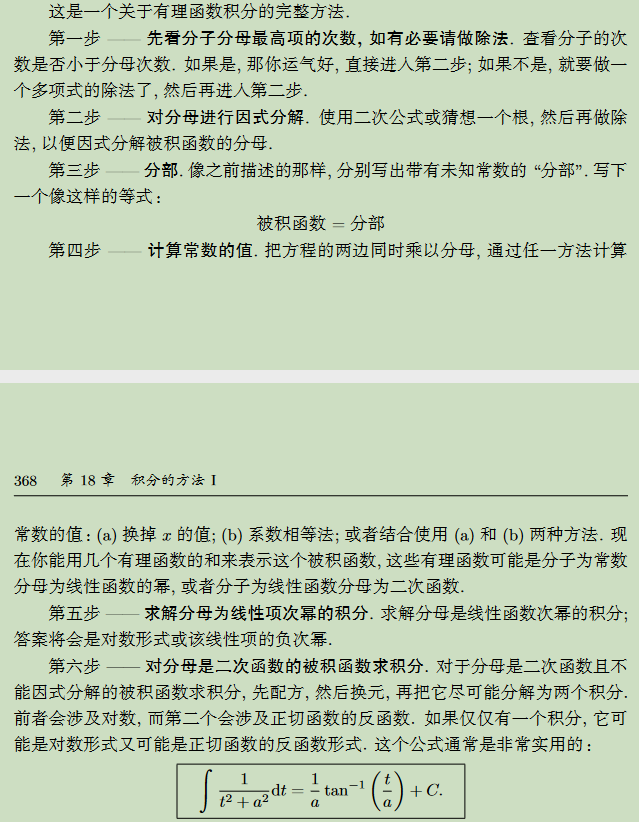 这是一个关于有理函数积分的完整方法.
第一步 —— 先看分子分母最高项的次数, 如有必要请做除法. 查看分子的次
数是否小于分母次数. 如果是, 那你运气好, 直接进入第二步; 如果不是, 就要做一
个多项式的除法了, 然后再进入第二步.
第二步 —— 对分母进行因式分解. 使用二次公式或猜想一个根, 然后再做除
法, 以便因式分解被积函数的分母.
第三步 —— 分部. 像之前描述的那样, 分别写出带有未知常数的 “分部”. 写下
一个像这样的等式:
被积函数 = 分部
第四步 —— 计算常数的值. 把方程的两边同时乘以分母, 通过任一方法计算
368 第 18 章 积分的方法 I
常数的值: (a) 换掉 x 的值; (b) 系数相等法; 或者结合使用 (a) 和 (b) 两种方法. 现
在你能用几个有理函数的和来表示这个被积函数, 这些有理函数可能是分子为常数
分母为线性函数的幂, 或者分子为线性函数分母为二次函数.
第五步 —— 求解分母为线性项次幂的积分. 求解分母是线性函数次幂的积分;
答案将会是对数形式或该线性项的负次幂.
第六步 —— 对分母是二次函数的被积函数求积分. 对于分母是二次函数且不
能因式分解的被积函数求积分, 先配方, 然后换元, 再把它尽可能分解为两个积分.
前者会涉及对数, 而第二个会涉及正切函数的反函数. 如果仅仅有一个积分, 它可
能是对数形式又可能是正切函数的反函数形式. 这个公式通常是非常实用的:
∫ 1/(t² + a²) dt = 1/a tan⁻¹ (t/a) + C.